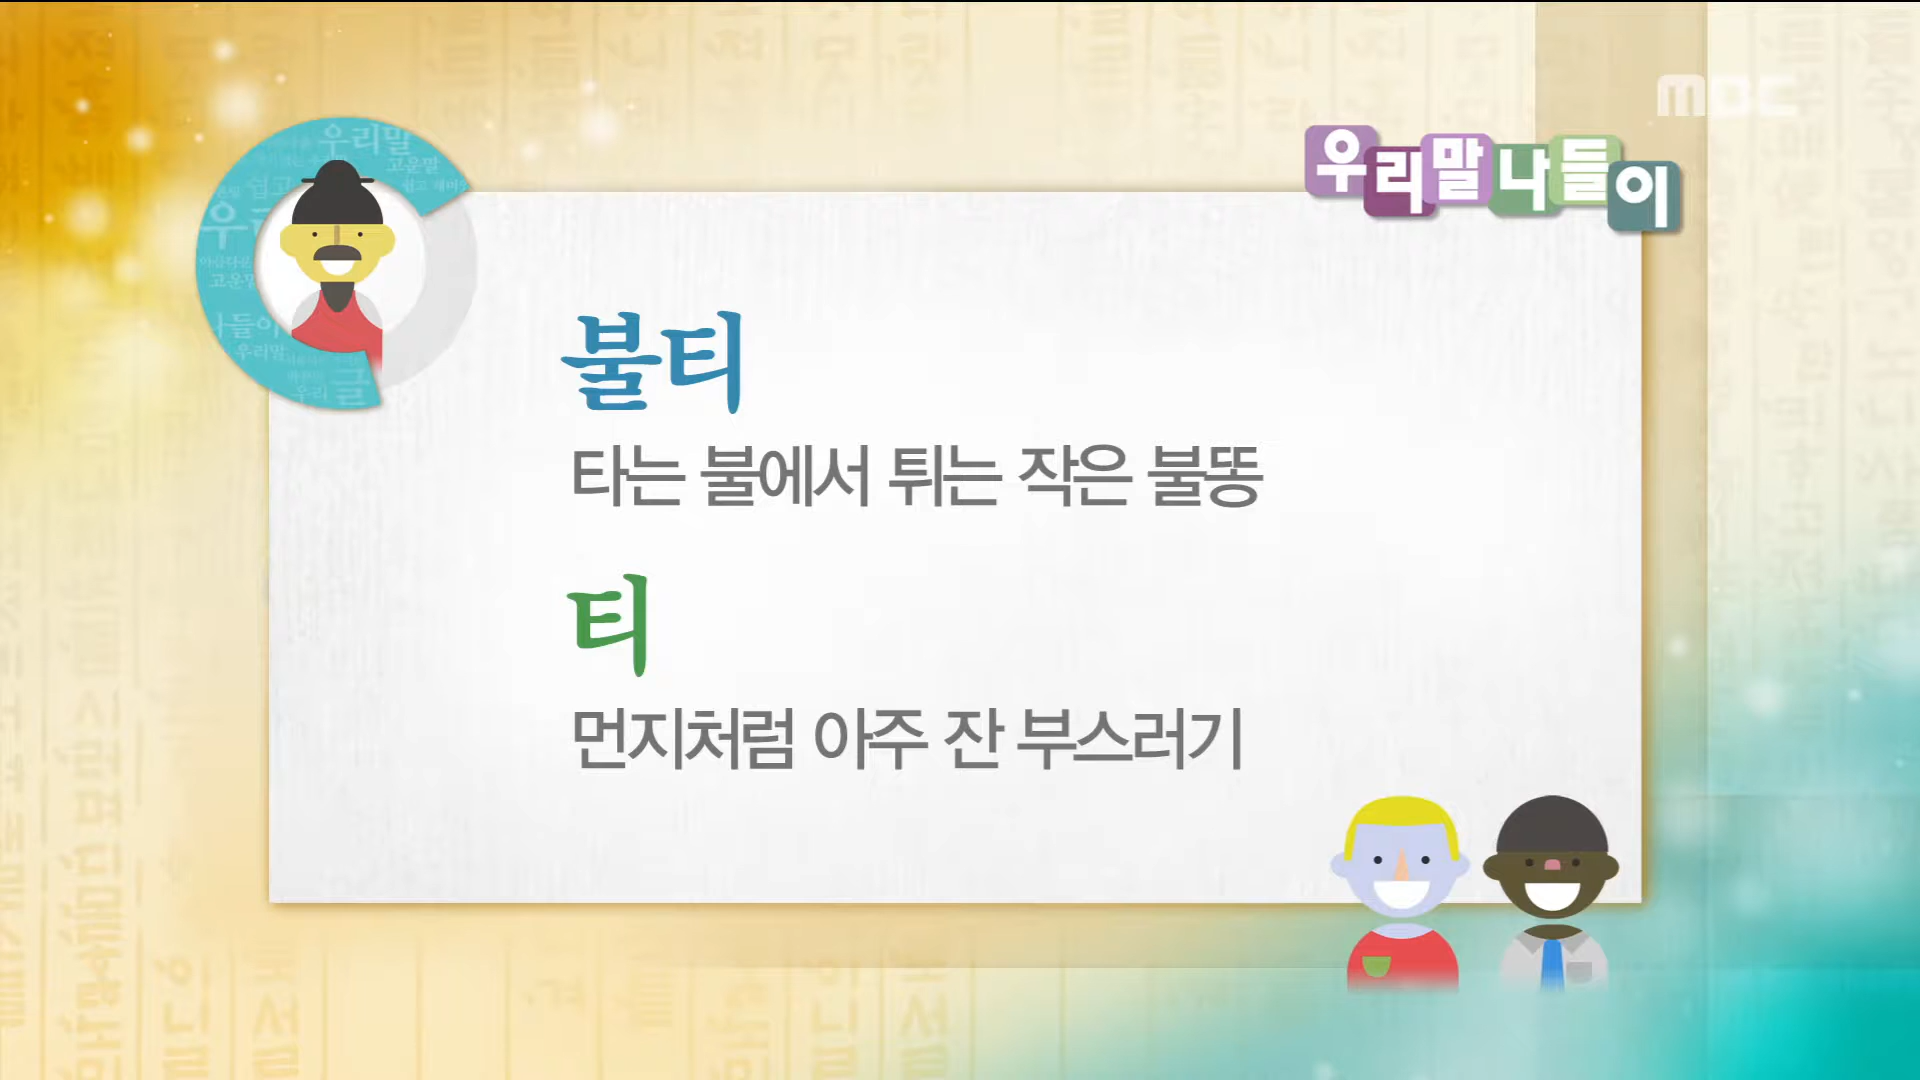 MBC
우리말 나들이
불티
타는 불에서 튀는 작은 불똥
티
먼지처럼 아주 잔 부스러기